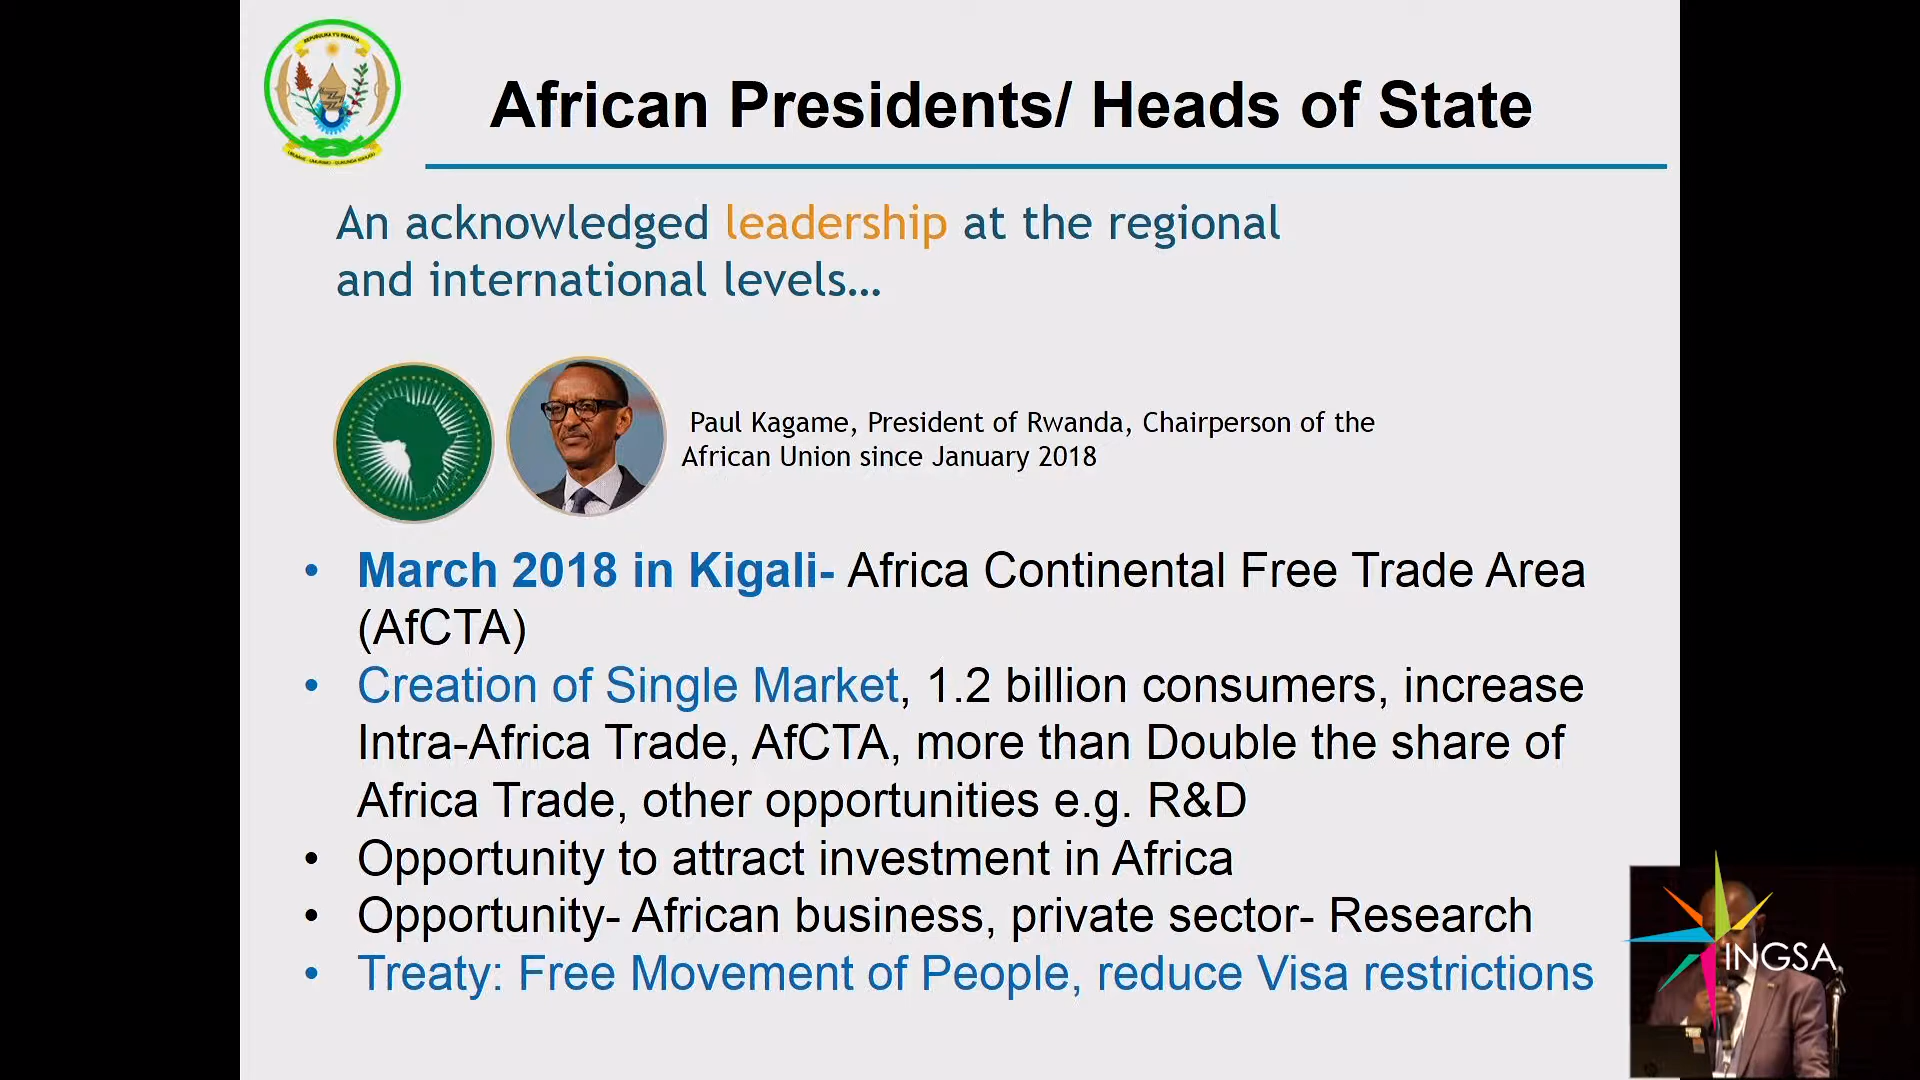 REPUBULIKA Y'U RWANDA
African Presidents/ Heads of State
An acknowledged leadership at the regional
and international levels…
Paul Kagame, President of Rwanda, Chairperson of the
African Union since January 2018
• March 2018 in Kigali- Africa Continental Free Trade Area
(AfCTA)
• Creation of Single Market, 1.2 billion consumers, increase
Intra-Africa Trade, AfCTA, more than Double the share of
Africa Trade, other opportunities e.g. R&D
• Opportunity to attract investment in Africa
• Opportunity- African business, private sector- Research
• Treaty: Free Movement of People, reduce Visa restrictions
INGSA